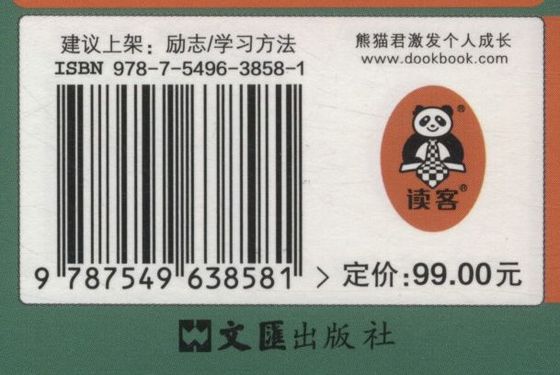 建议上架：励志/学习方法
ISBN 978-7-5496-3858-1
9 787549 638581 >
熊猫君激发个人成长
www.dookbook.com
读客®
定价:99.00元
文匯出版社